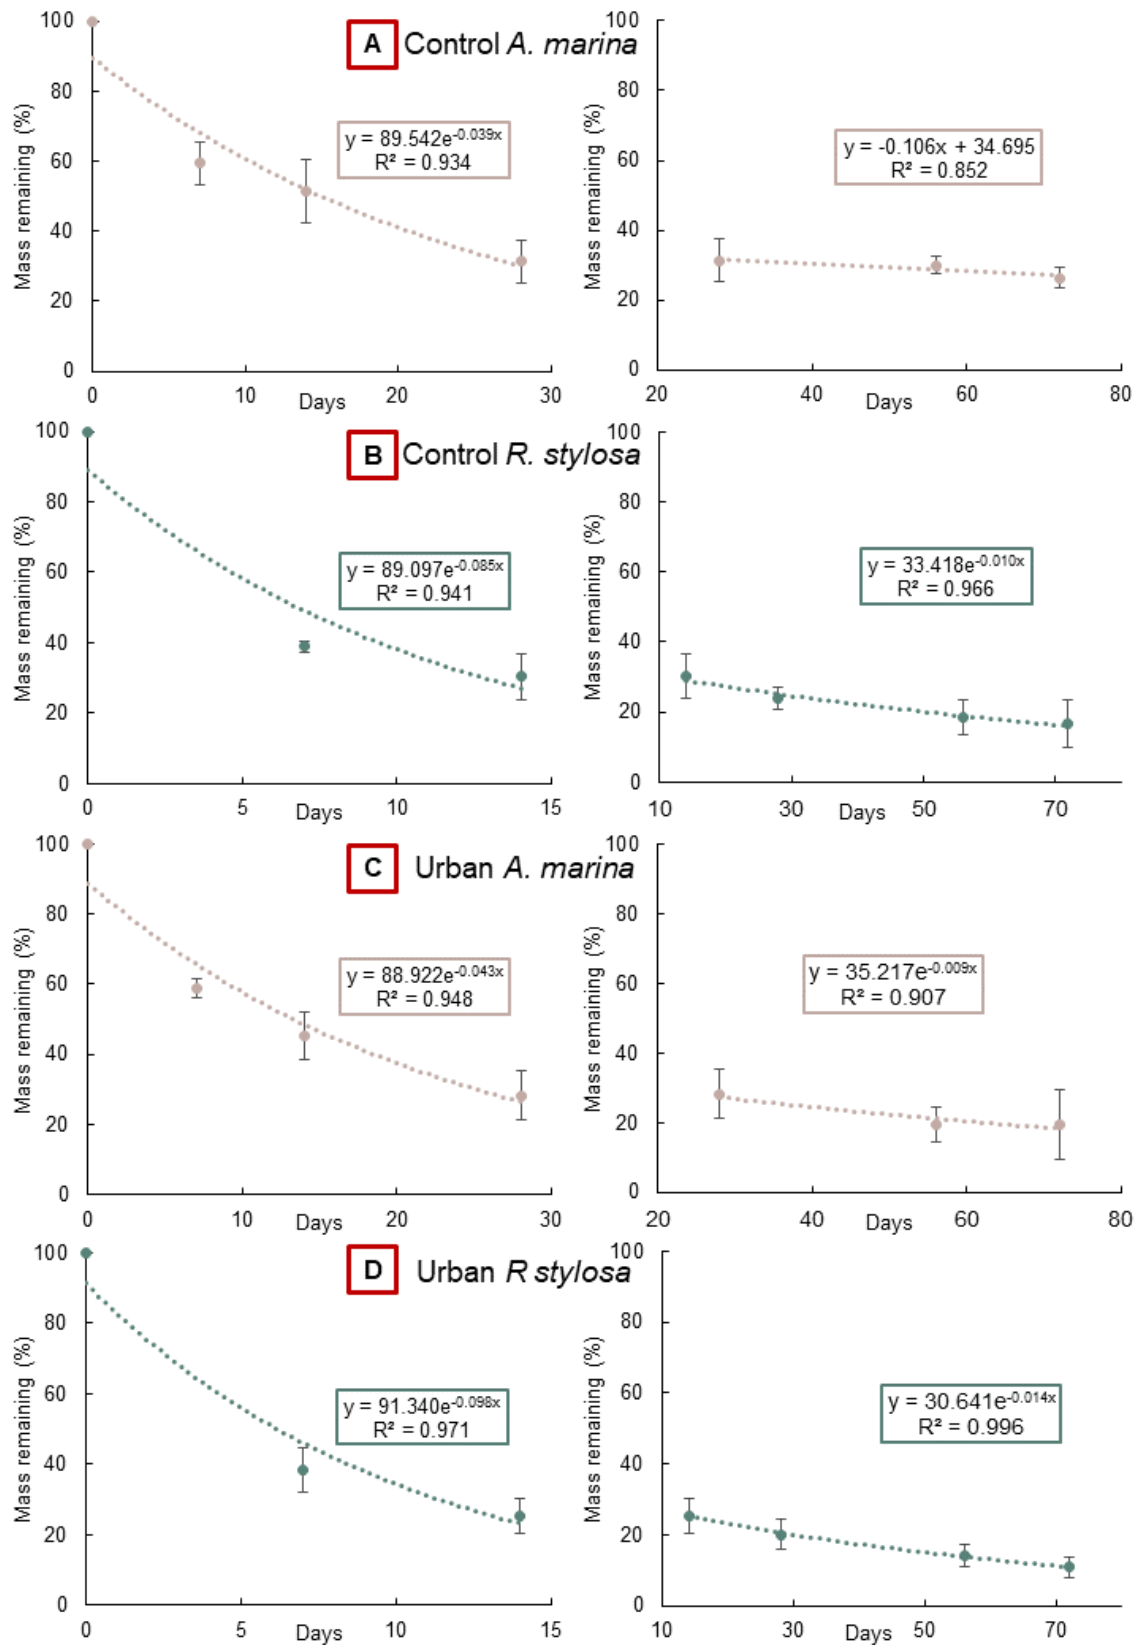 A Control A. marina
Mass remaining (%)
100
80
60
40
20
0
y = 89.542e^-0.039x
R² = 0.934
0 10 20 30
Days
Mass remaining (%)
100
80
60
40
20
0
y = -0.106x + 34.695
R² = 0.852
20 40 60 80
Days
B Control R. stylosa
Mass remaining (%)
100
80
60
40
20
0
y = 89.097e^-0.085x
R² = 0.941
0 5 10 15
Days
Mass remaining (%)
100
80
60
40
20
0
y = 33.418e^-0.010x
R² = 0.966
10 30 50 70
Days
C Urban A. marina
Mass remaining (%)
100
80
60
40
20
0
y = 88.922e^-0.043x
R² = 0.948
0 10 20 30
Days
Mass remaining (%)
100
80
60
40
20
0
y = 35.217e^-0.009x
R² = 0.907
20 40 60 80
Days
D Urban R stylosa
Mass remaining (%)
100
80
60
40
20
0
y = 91.340e^-0.098x
R² = 0.971
0 5 10 15
Days
Mass remaining (%)
100
80
60
40
20
0
y = 30.641e^-0.014x
R² = 0.996
10 30 50 70
Days